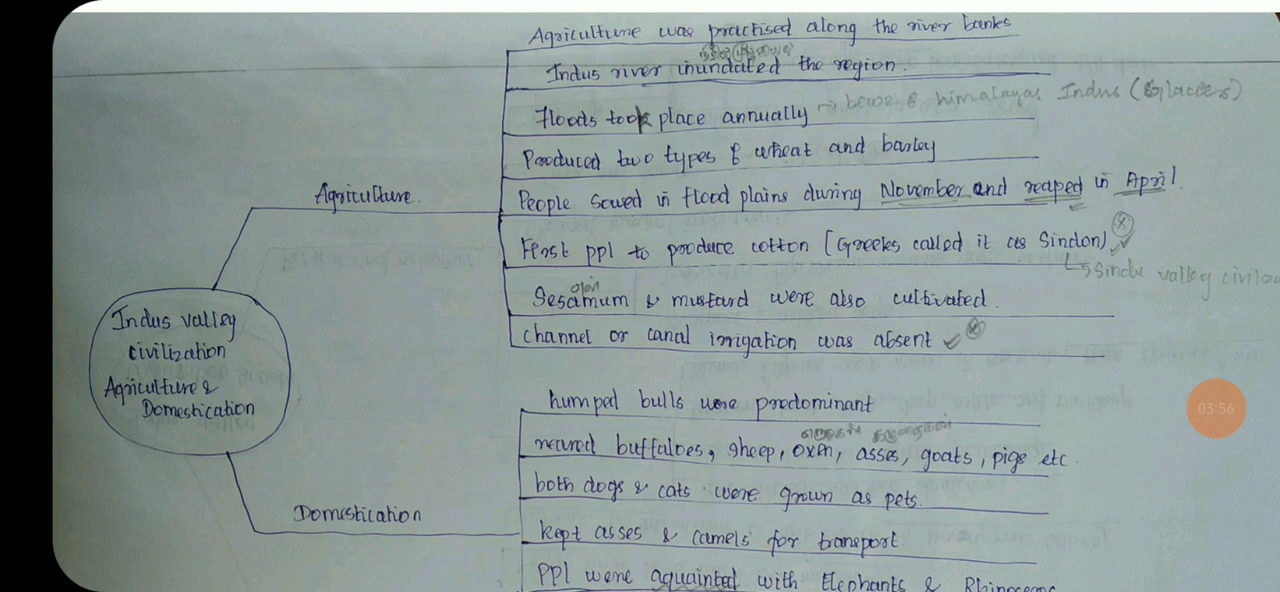 Agriculture was practised along the river banks
Indus river inundated the region.
Floods took place annually → himalayas Indus (Glaciers)
Produced two types of wheat and barley
Agriculture.
People sowed in flood plains during November and reaped in April.
First ppl to produce cotton [Greeks called it as Sindon)
↳ Sindu valley
எள்
Sesamum & mustard were also cultivated.
channel or canal irrigation was absent ✓
Indus valley
civilization
Agriculture &
Domestication
humped bulls were predominant
எருதுகள் கழுதைகள்
reared buffaloes, sheep, oxen, asses, goats, pigs etc.
both dogs & cats were grown as pets.
Domestication
kept asses & camels for transport
PPl were aquainted with Elephants &
03:56